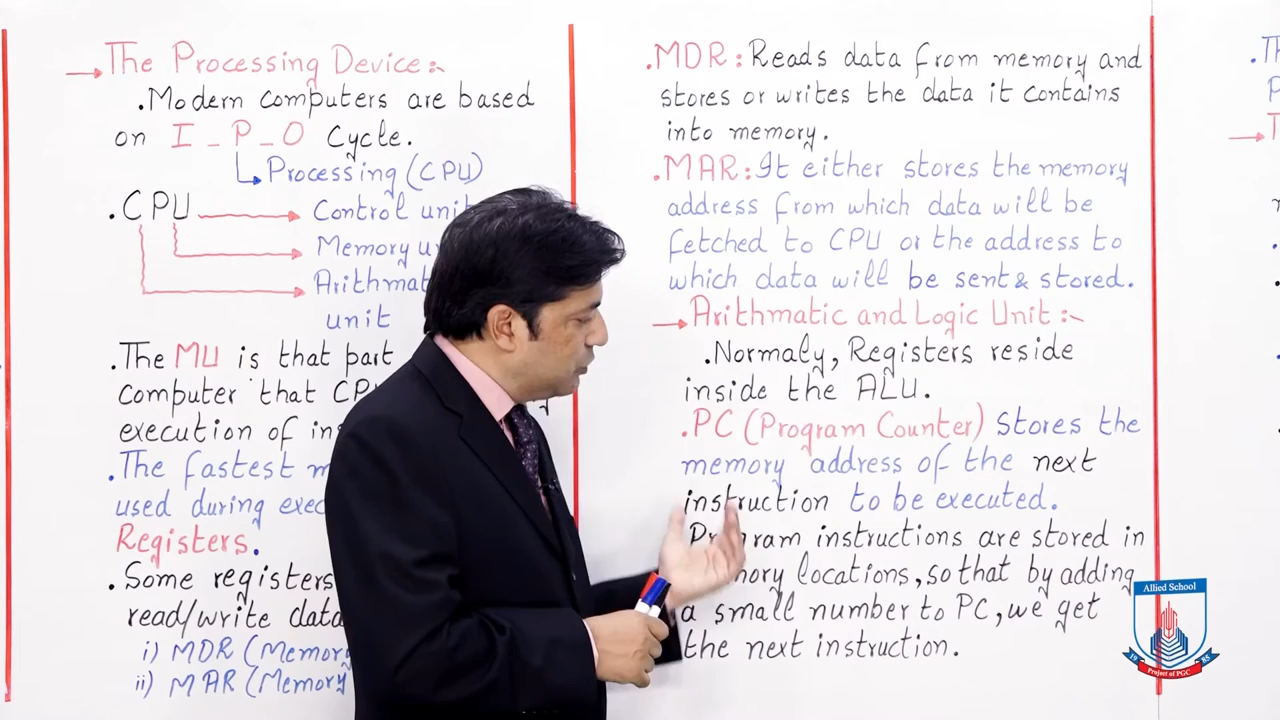 The Processing Device:
.Modern computers are based
on I_P_O Cycle.
Processing (CPU)
.CPU
Control unit
Memory
Arithmat
unit
.The MU is that part
computer that
execution of
.The fastest
used during
Registers.
.Some registers
read/write data
i) MDR (Memory
ii) MAR (Memory
.MDR: Reads data from memory and
stores or writes the data it contains
into memory.
.MAR: It either stores the memory
address from which data will be
fetched to CPU or the address to
which data will be sent & stored.
Arithmatic and Logic Unit :-
.Normaly, Registers reside
inside the ALU.
.PC (Program Counter) Stores the
memory address of the next
instruction to be executed.
Program instructions are stored in
locations, so that by adding
a small number to PC, we get
the next instruction.
Allied School
1985
Project of PGC